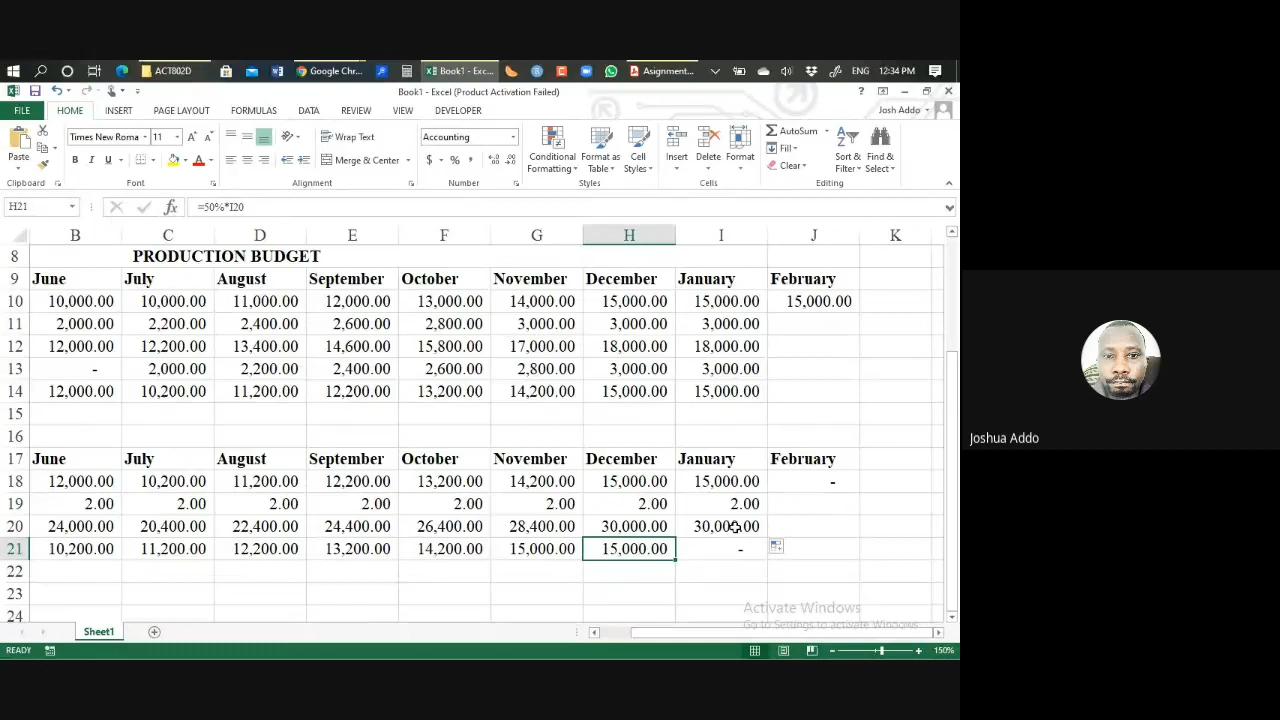 ACT802D
Google Chr...
Book1 - Exc...
Asignment...
ENG 12:34 PM
Book1 - Excel (Product Activation Failed)
FILE HOME INSERT PAGE LAYOUT FORMULAS DATA REVIEW VIEW DEVELOPER
Josh Addo
Paste
Times New Roma 11
B I U
Wrap Text
Merge & Center
Accounting
$ % ,
Conditional Formatting
Format as Table
Cell Styles
Insert Delete Format
AutoSum
Fill
Clear
Sort & Filter
Find & Select
Clipboard Font Alignment Number Styles Cells Editing
H21 fx =50%*I20
B C D E F G H I J K
8 PRODUCTION BUDGET
9 June July August September October November December January February
10 10,000.00 10,000.00 11,000.00 12,000.00 13,000.00 14,000.00 15,000.00 15,000.00 15,000.00
11 2,000.00 2,200.00 2,400.00 2,600.00 2,800.00 3,000.00 3,000.00 3,000.00
12 12,000.00 12,200.00 13,400.00 14,600.00 15,800.00 17,000.00 18,000.00 18,000.00
13 - 2,000.00 2,200.00 2,400.00 2,600.00 2,800.00 3,000.00 3,000.00
14 12,000.00 10,200.00 11,200.00 12,200.00 13,200.00 14,200.00 15,000.00 15,000.00
15
16
17 June July August September October November December January February
18 12,000.00 10,200.00 11,200.00 12,200.00 13,200.00 14,200.00 15,000.00 15,000.00 -
19 2.00 2.00 2.00 2.00 2.00 2.00 2.00 2.00
20 24,000.00 20,400.00 22,400.00 24,400.00 26,400.00 28,400.00 30,000.00 30,000.00
21 10,200.00 11,200.00 12,200.00 13,200.00 14,200.00 15,000.00 15,000.00 -
22
23
24
Activate Windows
Go to Settings to activate Windows.
Sheet1
READY
150%
Joshua Addo